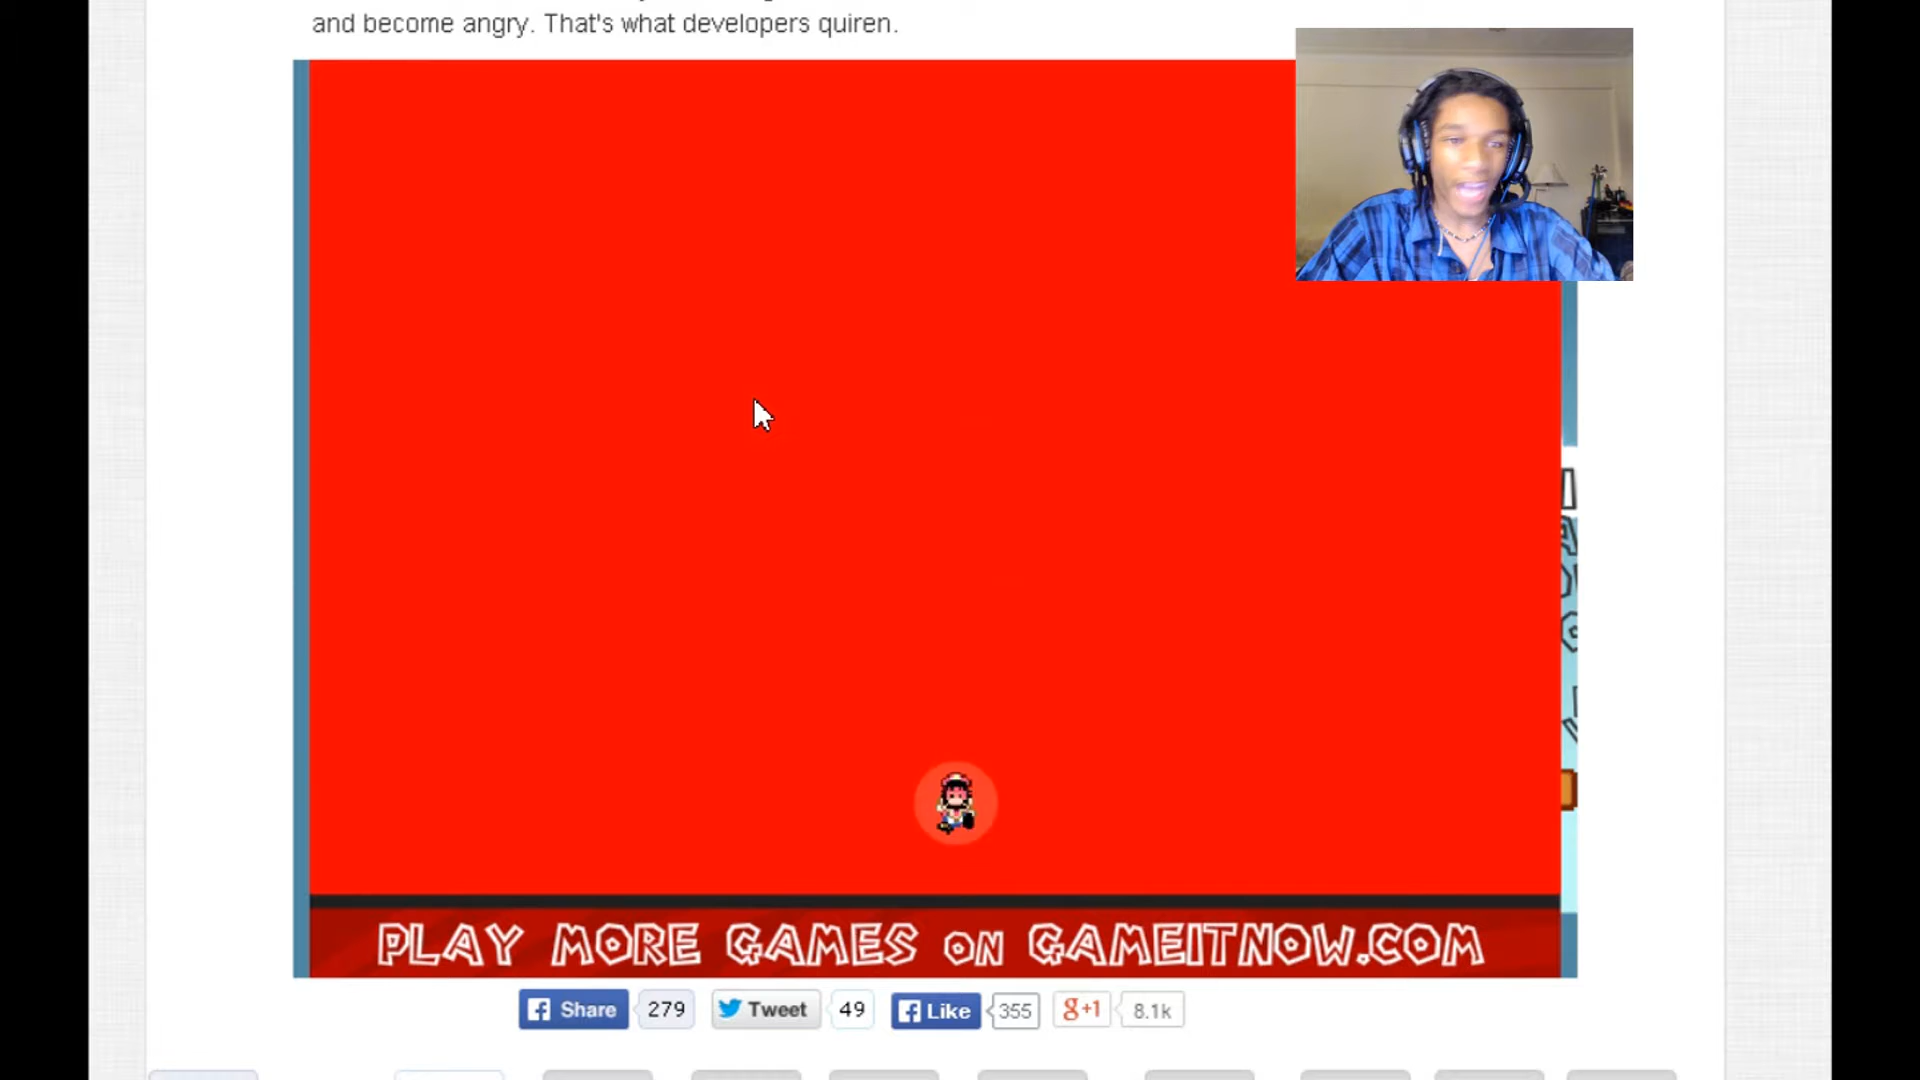 and become angry. That's what developers quiren.
PLAY MORE GAMES ON GAMEITNOW.COM
Share 279 Tweet 49 Like 355 g+1 8.1k